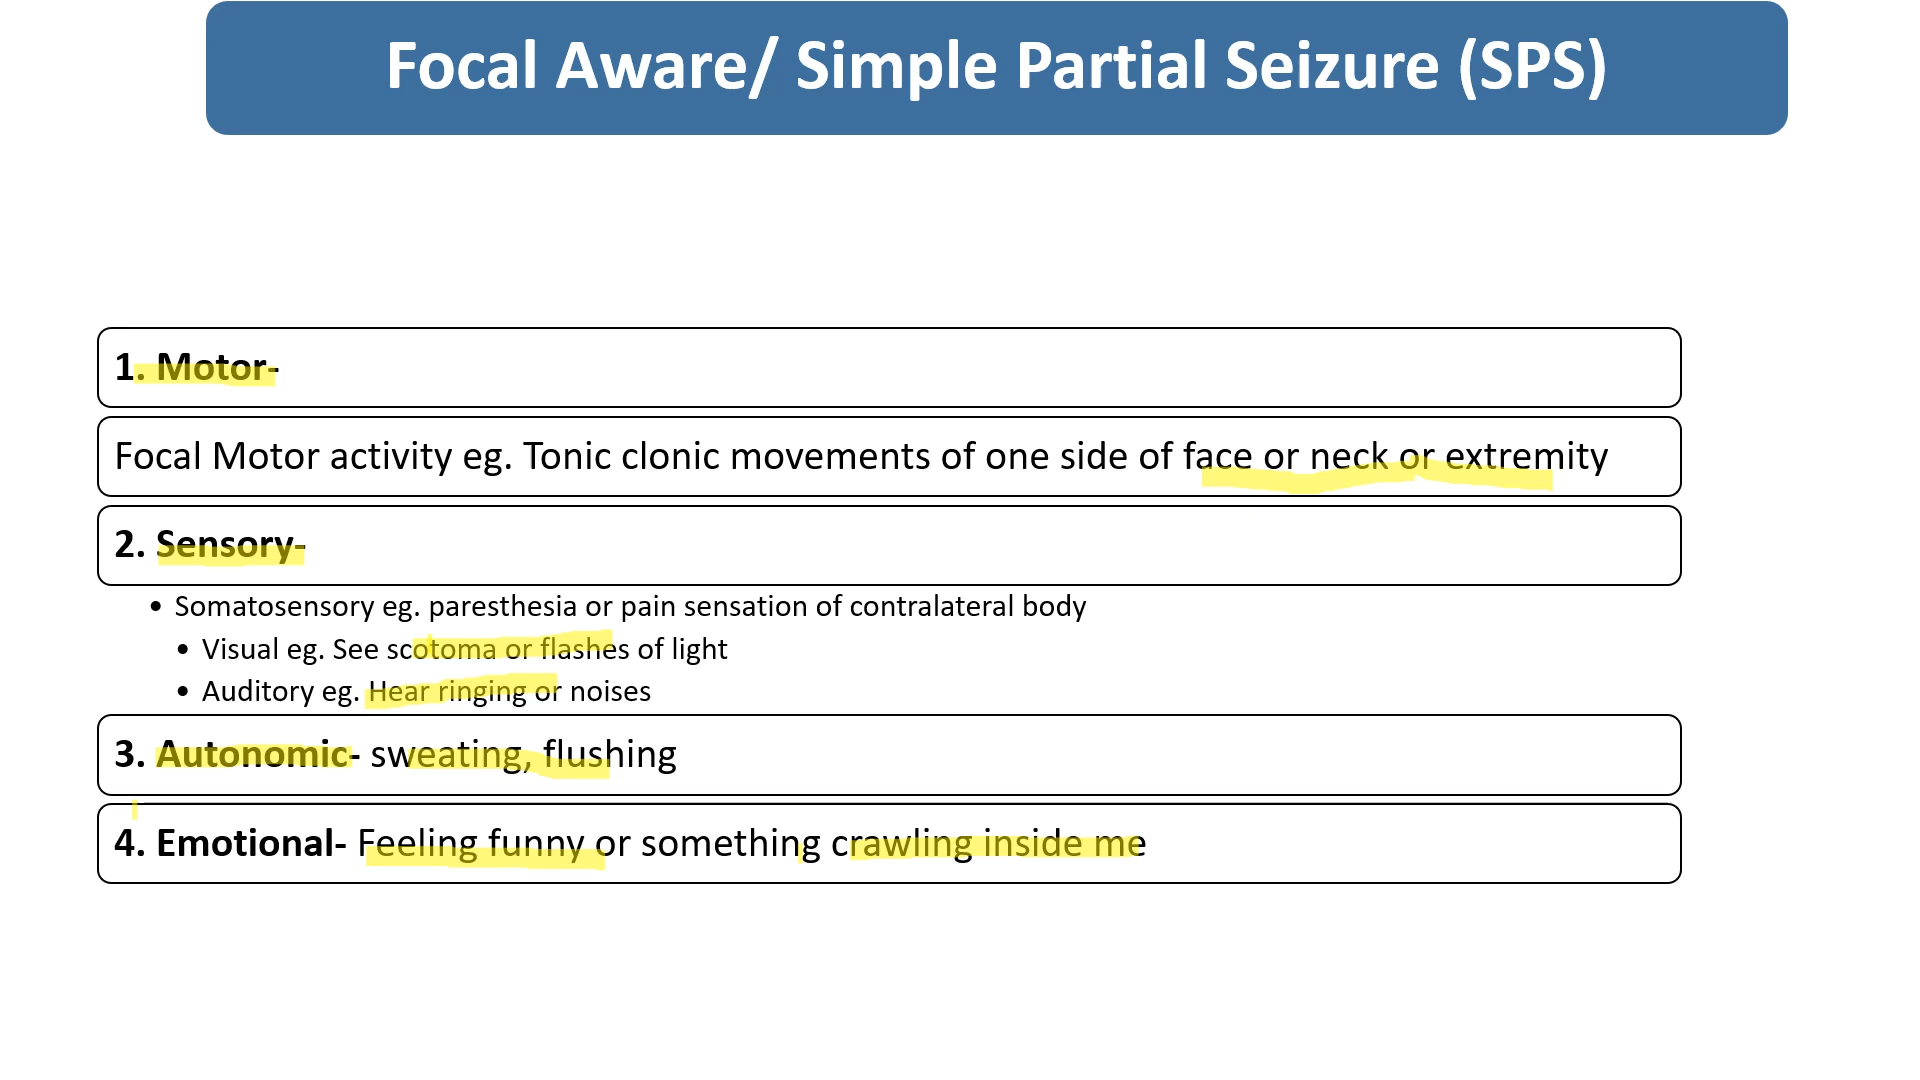 Focal Aware/ Simple Partial Seizure (SPS)
1. Motor-
Focal Motor activity eg. Tonic clonic movements of one side of face or neck or extremity
2. Sensory-
• Somatosensory eg. paresthesia or pain sensation of contralateral body
• Visual eg. See scotoma or flashes of light
• Auditory eg. Hear ringing or noises
3. Autonomic- sweating, flushing
4. Emotional- Feeling funny or something crawling inside me